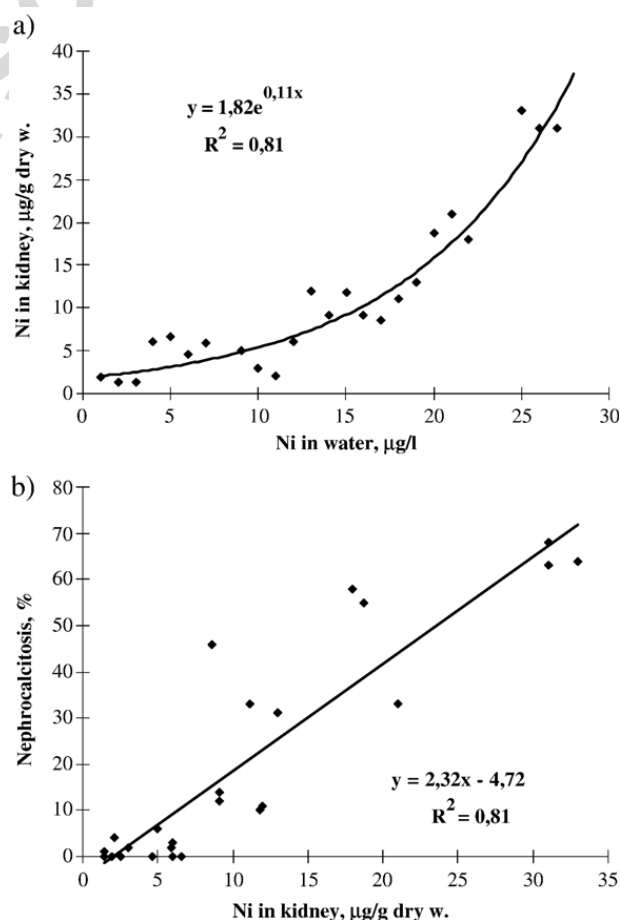 a)
40
35
30
25
20
15
10
5
0
y = 1,82e^0,11x
R^2 = 0,81
Ni in kidney, µg/g dry w.
0 5 10 15 20 25 30
Ni in water, µg/l
b)
80
70
60
50
40
30
20
10
0
Nephrocalcitosis, %
y = 2,32x - 4,72
R^2 = 0,81
0 5 10 15 20 25 30 35
Ni in kidney, µg/g dry w.